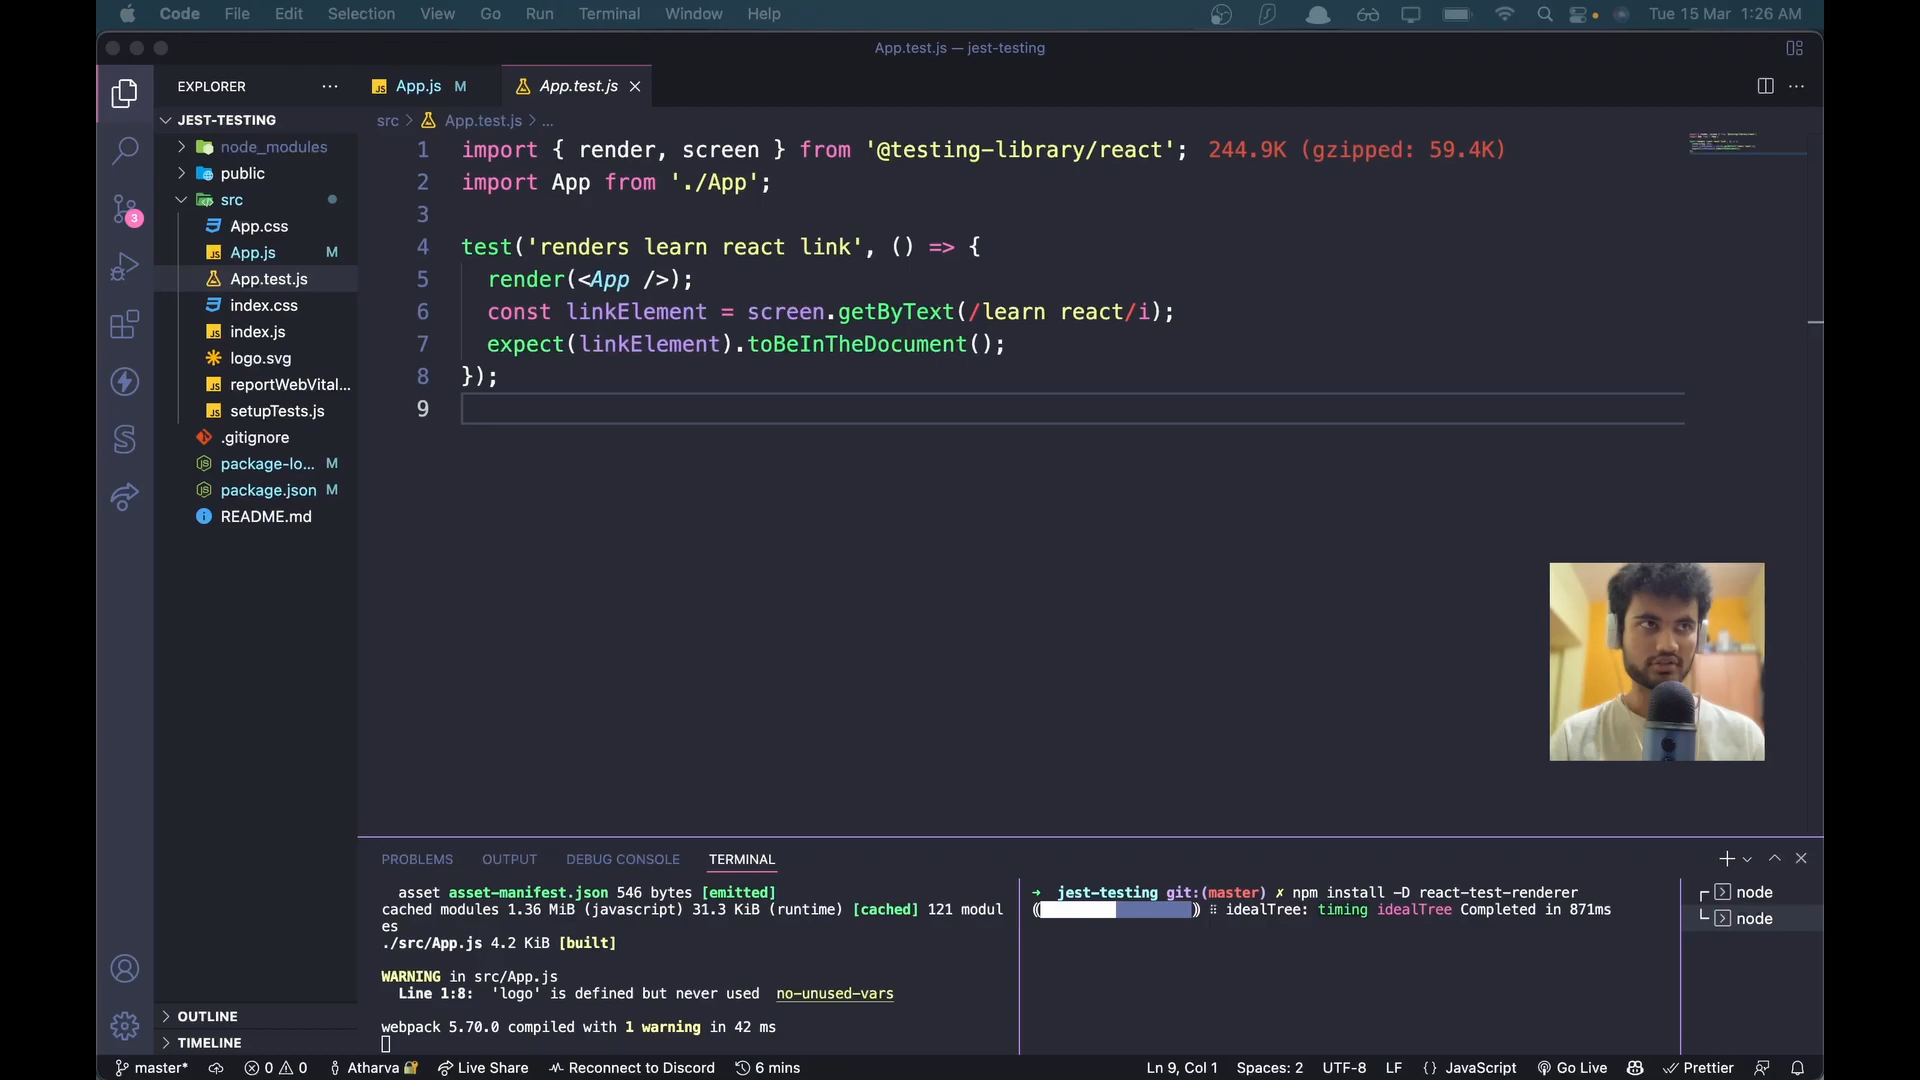 Code File Edit Selection View Go Run Terminal Window Help Tue 15 Mar 1:26 AM
App.test.js — jest-testing
EXPLORER
App.js M
App.test.js
JEST-TESTING
node_modules
public
src
App.css
App.js M
App.test.js
index.css
index.js
logo.svg
reportWebVital...
setupTests.js
.gitignore
package-lo... M
package.json M
README.md
OUTLINE
TIMELINE
3
src > App.test.js > ...
1 import { render, screen } from '@testing-library/react'; 244.9K (gzipped: 59.4K)
2 import App from './App';
3
4 test('renders learn react link', () => {
5 render(<App />);
6 const linkElement = screen.getByText(/learn react/i);
7 expect(linkElement).toBeInTheDocument();
8 });
9
PROBLEMS OUTPUT DEBUG CONSOLE TERMINAL
asset asset-manifest.json 546 bytes [emitted]
cached modules 1.36 MiB (javascript) 31.3 KiB (runtime) [cached] 121 modul
es
./src/App.js 4.2 KiB [built]
WARNING in src/App.js
Line 1:8: 'logo' is defined but never used no-unused-vars
webpack 5.70.0 compiled with 1 warning in 42 ms
➜ jest-testing git:(master) ✗ npm install -D react-test-renderer
(( )) ⠿ idealTree: timing idealTree Completed in 871ms
node
node
master* 0 0 Atharva 🔐 Live Share Reconnect to Discord 6 mins Ln 9, Col 1 Spaces: 2 UTF-8 LF {} JavaScript Go Live Prettier